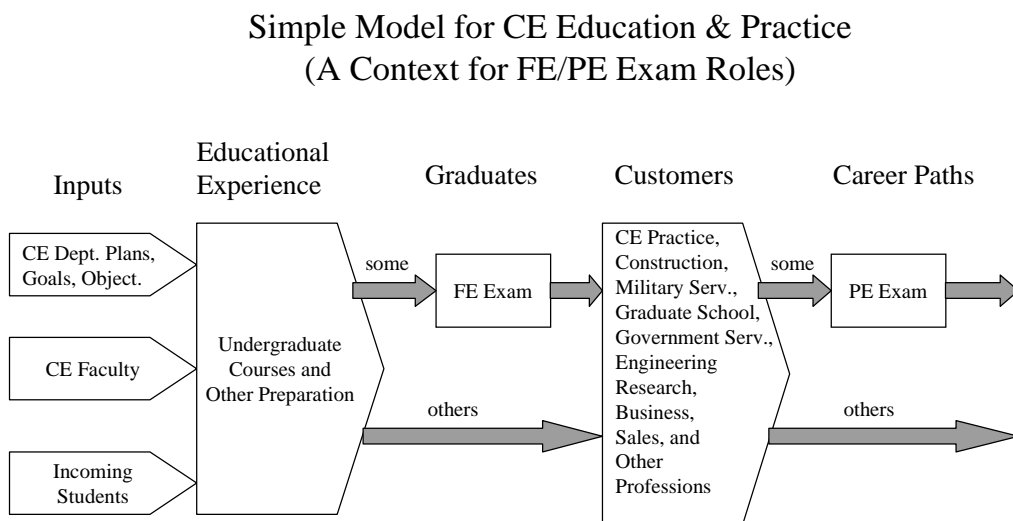 Simple Model for CE Education & Practice
(A Context for FE/PE Exam Roles)
Inputs
Educational
Experience
Graduates
Customers
Career Paths
CE Dept. Plans,
Goals, Object.
CE Faculty
Incoming
Students
Undergraduate
Courses and
Other Preparation
some
FE Exam
others
CE Practice,
Construction,
Military Serv.,
Graduate School,
Government Serv.,
Engineering
Research,
Business,
Sales, and
Other
Professions
some
PE Exam
others